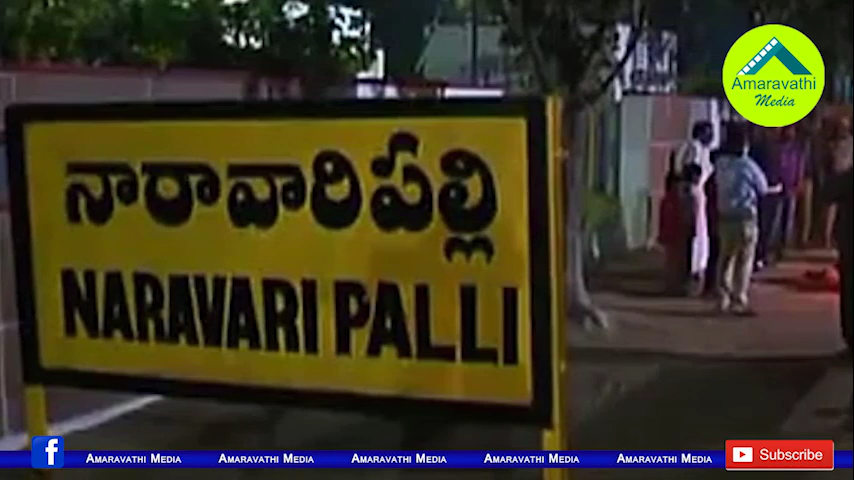 Amaravathi
Media
నారావారిపల్లి
NARAVARI PALLI
f AMARAVATHI MEDIA AMARAVATHI MEDIA AMARAVATHI MEDIA AMARAVATHI MEDIA AMARAVATHI MEDIA Subscribe